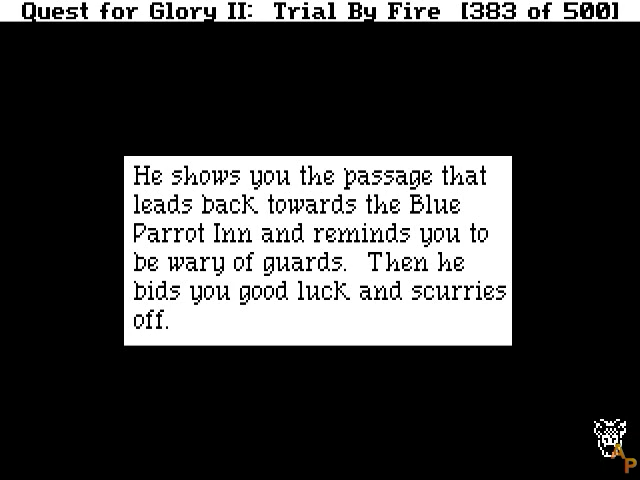 Quest for Glory II: Trial By Fire [383 of 500]
He shows you the passage that
leads back towards the Blue
Parrot Inn and reminds you to
be wary of guards. Then he
bids you good luck and scurries
off.
AP